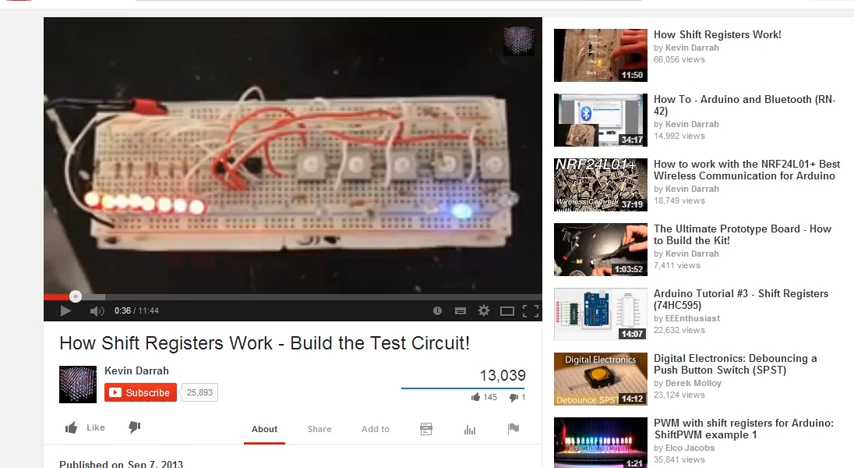 0:36 / 11:44
How Shift Registers Work - Build the Test Circuit!
Kevin Darrah
Subscribe
25,893
13,039
145
1
Like
About
Share
Add to
Published on Sep 7, 2013
11:50
How Shift Registers Work!
by Kevin Darrah
66,056 views
34:17
How To - Arduino and Bluetooth (RN-
42)
by Kevin Darrah
14,992 views
NRF24L01+
37:19
How to work with the NRF24L01+ Best
Wireless Communication for Arduino
by Kevin Darrah
18,749 views
1:03:52
The Ultimate Prototype Board - How
to Build the Kit!
by Kevin Darrah
7,411 views
14:07
Arduino Tutorial #3 - Shift Registers
(74HC595)
by EEEnthusiast
22,632 views
Digital Electronics
Debounce SPST
14:12
Digital Electronics: Debouncing a
Push Button Switch (SPST)
by Derek Molloy
23,124 views
1:21
PWM with shift registers for Arduino:
ShiftPWM example 1
by Elco Jacobs
35,841 views